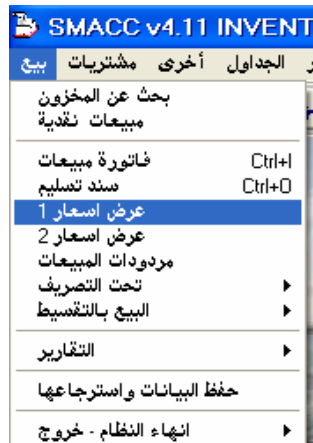 SMACC v4.11 INVENT
بيع مشتريات أخرى الجداول
بحث عن المخزون
مبيعات نقدية
فاتورة مبيعات Ctrl+I
سند تسليم Ctrl+O
عرض اسعار 1
عرض اسعار 2
مردودات المبيعات
تحت التصريف
البيع بالتقسيط
التقارير
حفظ البيانات واسترجاعها
انهاء النظام - خروج